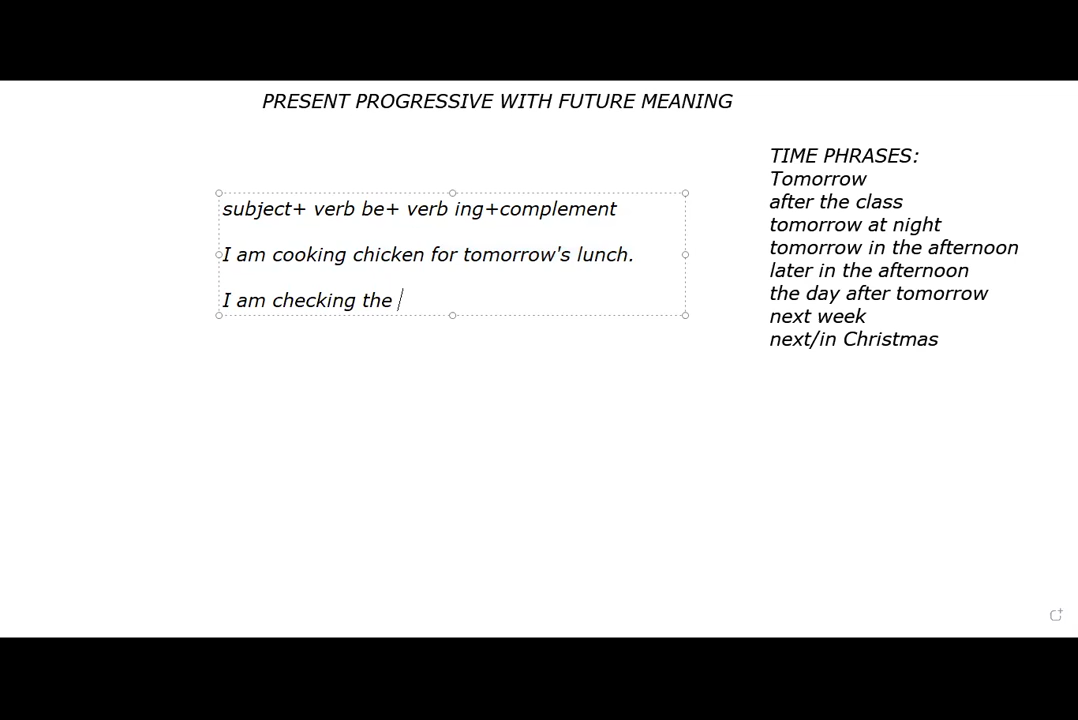 PRESENT PROGRESSIVE WITH FUTURE MEANING
subject+ verb be+ verb ing+complement
I am cooking chicken for tomorrow's lunch.
I am checking the
TIME PHRASES:
Tomorrow
after the class
tomorrow at night
tomorrow in the afternoon
later in the afternoon
the day after tomorrow
next week
next/in Christmas